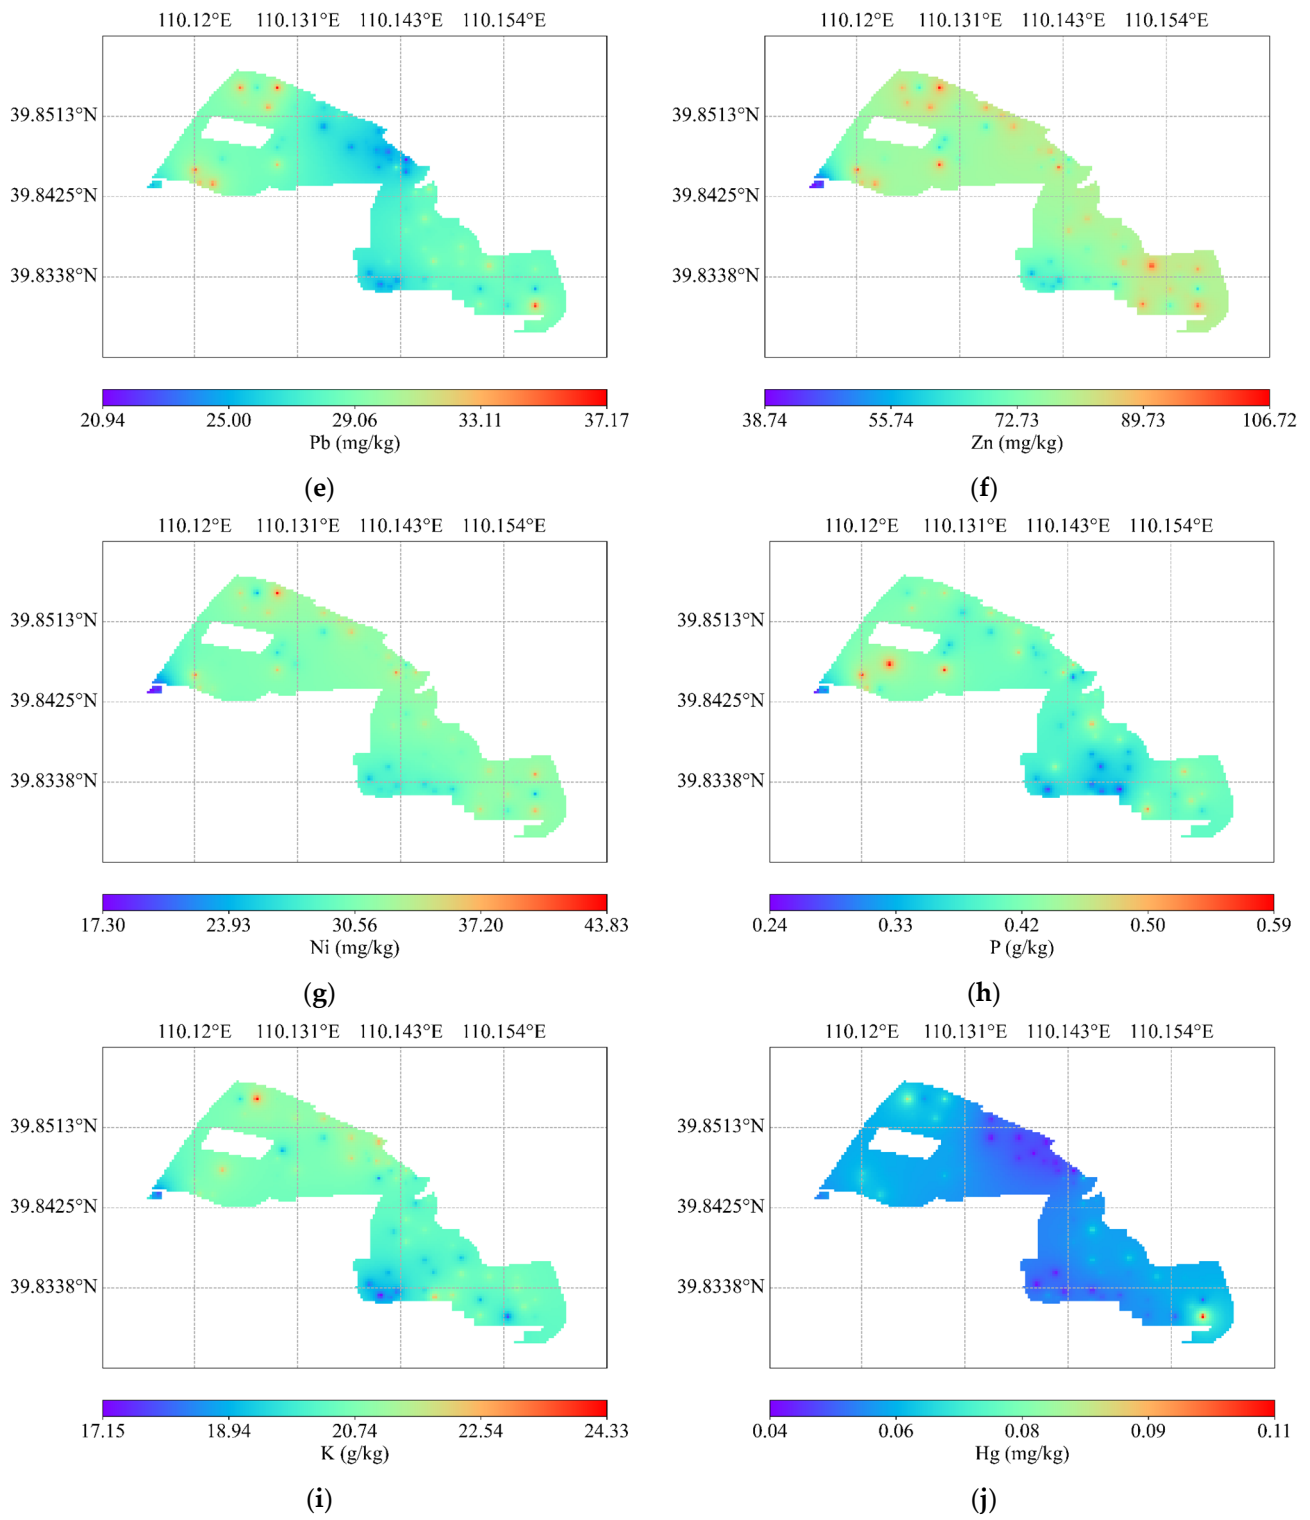 110.12°E 110.131°E 110.143°E 110.154°E 110.12°E 110.131°E 110.143°E 110.154°E
39.8513°N 39.8513°N
39.8425°N 39.8425°N
39.8338°N 39.8338°N
20.94 25.00 29.06 33.11 37.17 38.74 55.74 72.73 89.73 106.72
Pb (mg/kg) Zn (mg/kg)
(e) (f)
110.12°E 110.131°E 110.143°E 110.154°E 110.12°E 110.131°E 110.143°E 110.154°E
39.8513°N 39.8513°N
39.8425°N 39.8425°N
39.8338°N 39.8338°N
17.30 23.93 30.56 37.20 43.83 0.24 0.33 0.42 0.50 0.59
Ni (mg/kg) P (g/kg)
(g) (h)
110.12°E 110.131°E 110.143°E 110.154°E 110.12°E 110.131°E 110.143°E 110.154°E
39.8513°N 39.8513°N
39.8425°N 39.8425°N
39.8338°N 39.8338°N
17.15 18.94 20.74 22.54 24.33 0.04 0.06 0.08 0.09 0.11
K (g/kg) Hg (mg/kg)
(i) (j)